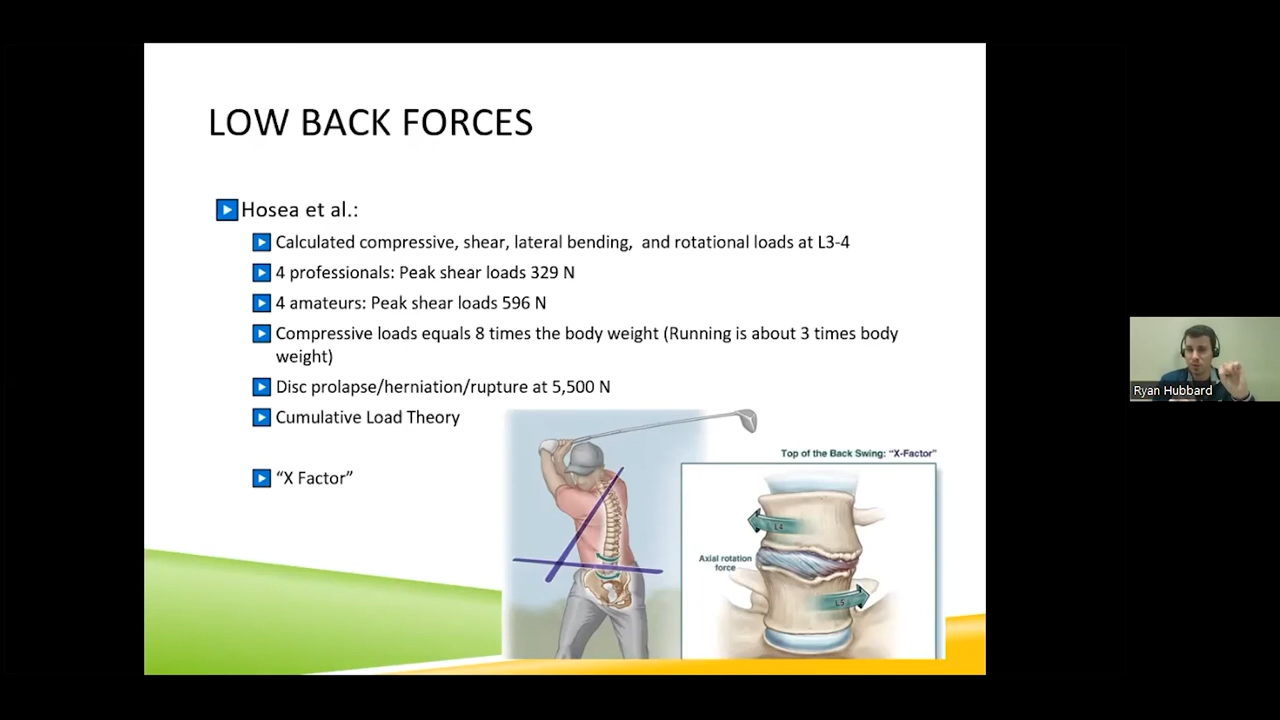 LOW BACK FORCES
Hosea et al.:
Calculated compressive, shear, lateral bending, and rotational loads at L3-4
4 professionals: Peak shear loads 329 N
4 amateurs: Peak shear loads 596 N
Compressive loads equals 8 times the body weight (Running is about 3 times body
weight)
Disc prolapse/herniation/rupture at 5,500 N
Cumulative Load Theory
“X Factor”
Top of the Back Swing: “X-Factor”
L4
Axial rotation
force
L5
Ryan Hubbard